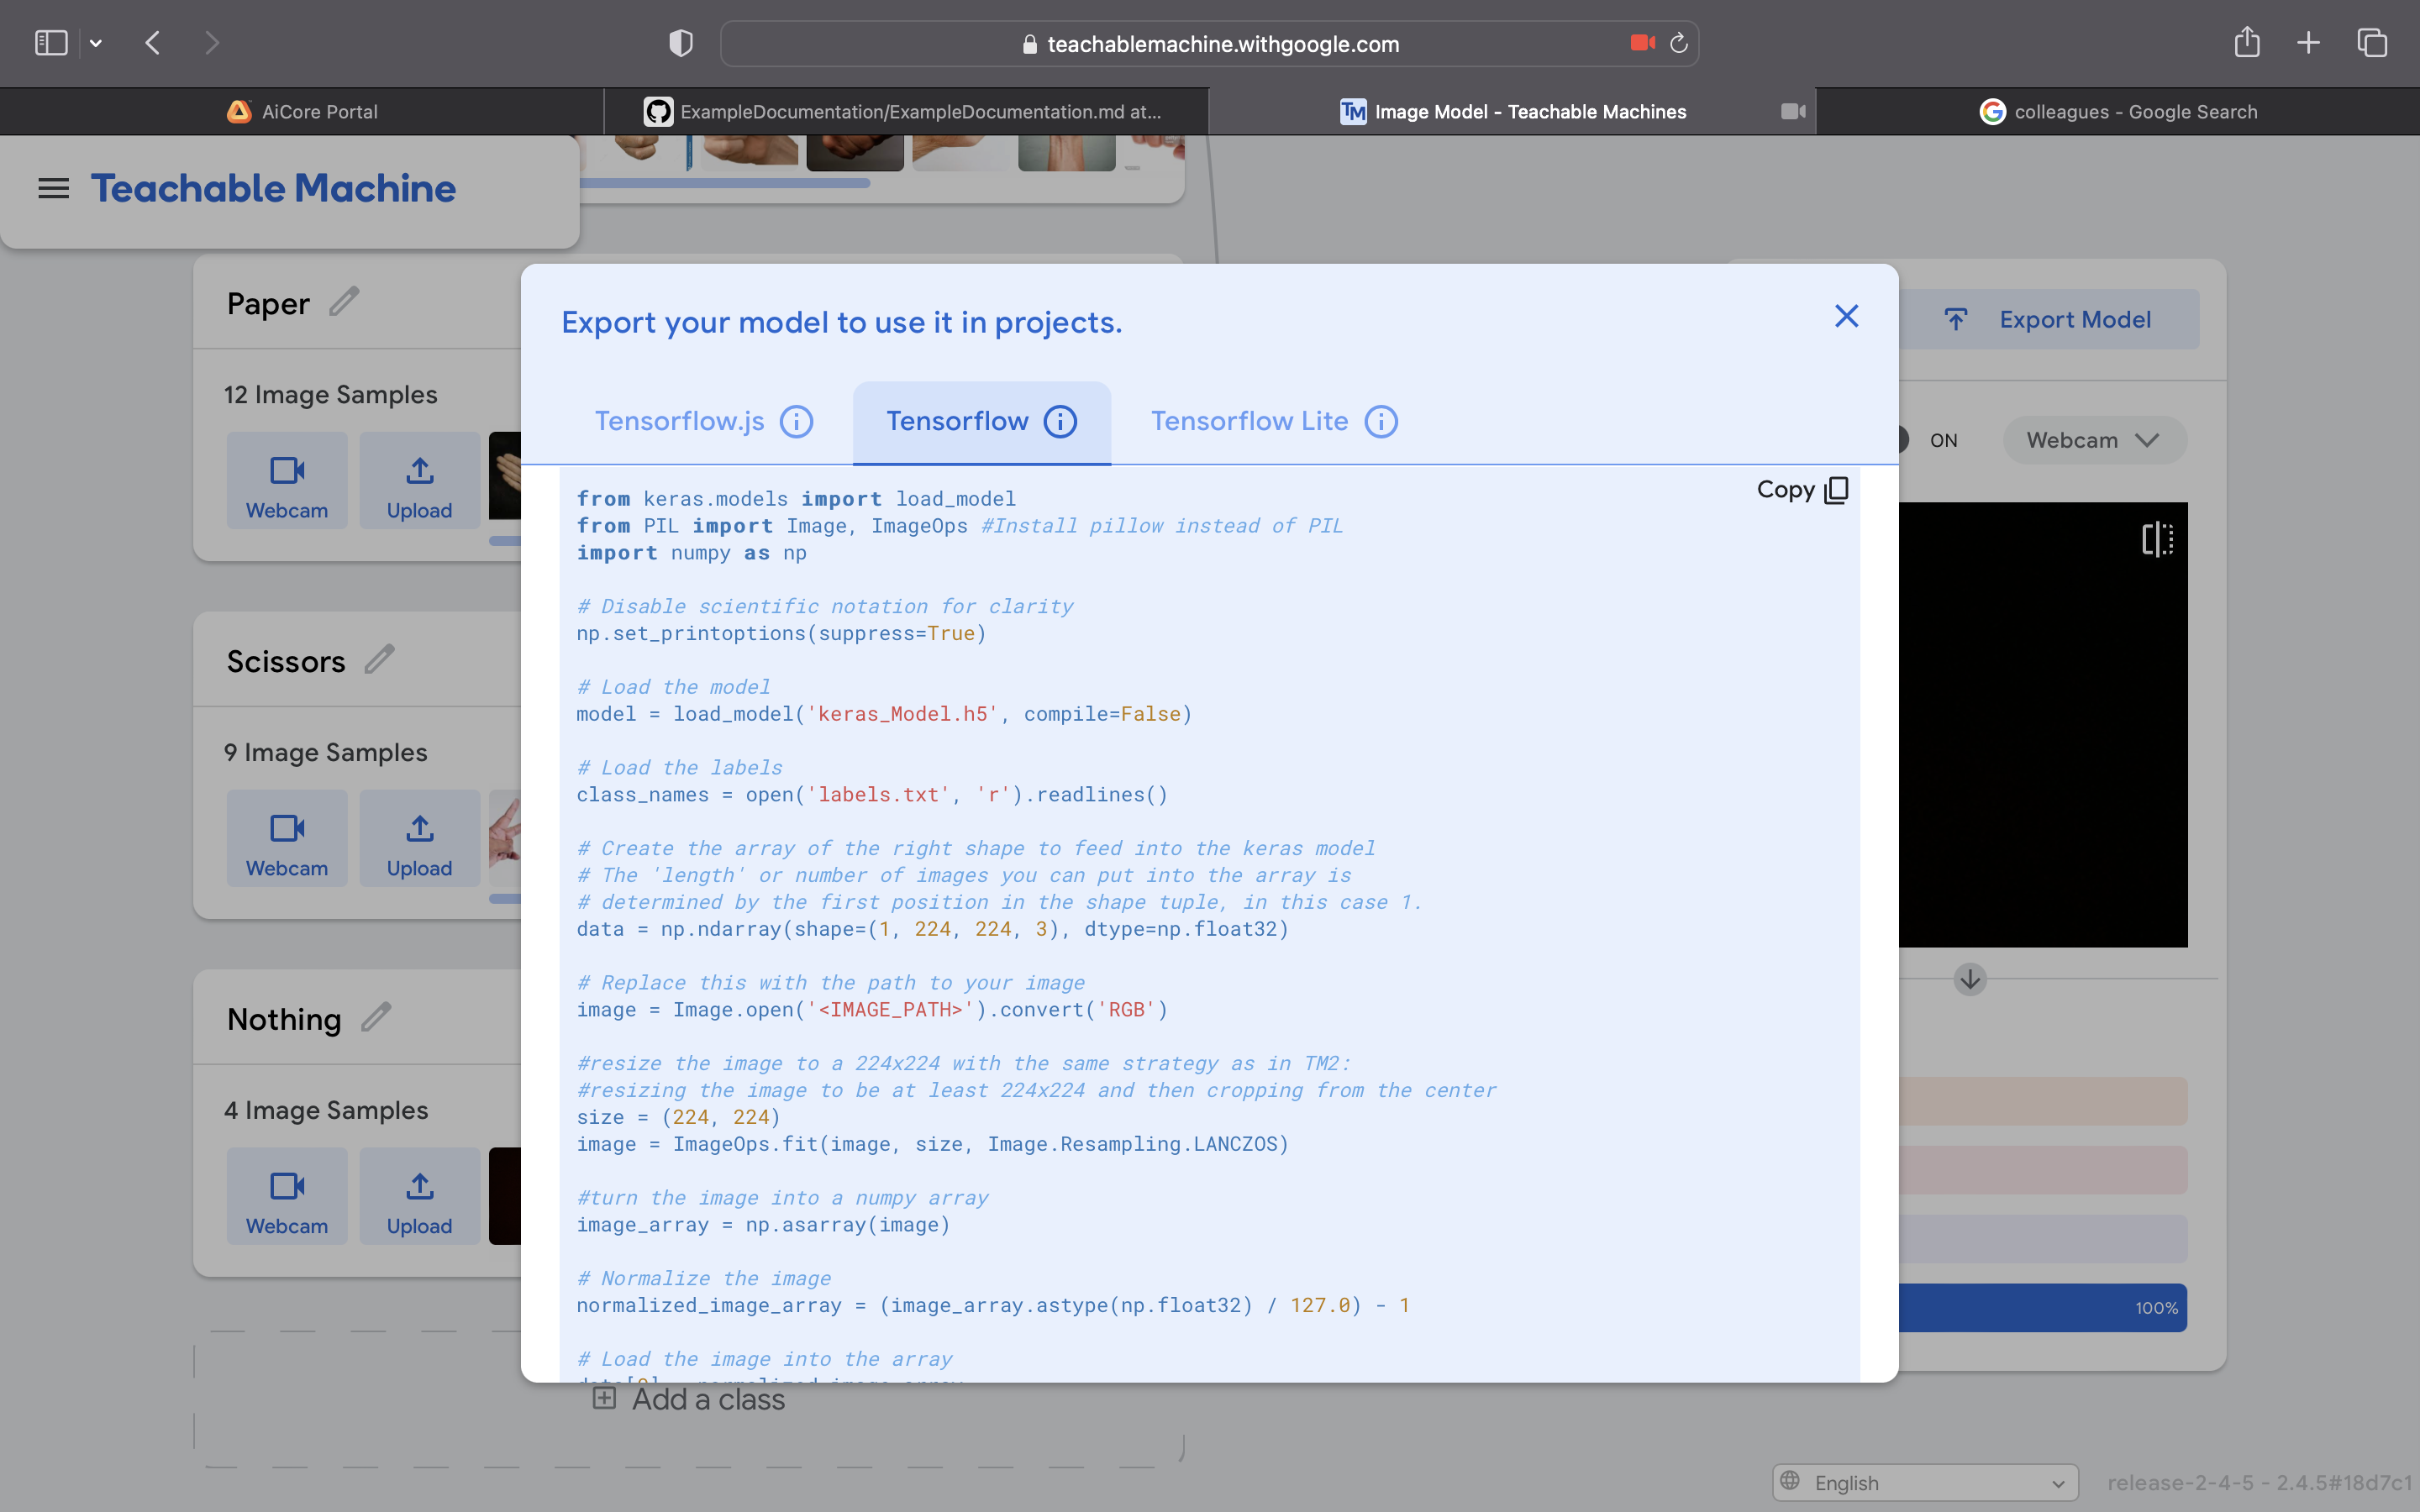 teachablemachine.withgoogle.com
AiCore Portal
ExampleDocumentation/ExampleDocumentation.md at...
TM Image Model - Teachable Machines
colleagues - Google Search
Teachable Machine
Paper
12 Image Samples
Webcam
Upload
Scissors
9 Image Samples
Webcam
Upload
Nothing
4 Image Samples
Webcam
Upload
Add a class
Export your model to use it in projects.
Tensorflow.js
Tensorflow
Tensorflow Lite
Copy
from keras.models import load_model
from PIL import Image, ImageOps #Install pillow instead of PIL
import numpy as np
# Disable scientific notation for clarity
np.set_printoptions(suppress=True)
# Load the model
model = load_model('keras_Model.h5', compile=False)
# Load the labels
class_names = open('labels.txt', 'r').readlines()
# Create the array of the right shape to feed into the keras model
# The 'length' or number of images you can put into the array is
# determined by the first position in the shape tuple, in this case 1.
data = np.ndarray(shape=(1, 224, 224, 3), dtype=np.float32)
# Replace this with the path to your image
image = Image.open('<IMAGE_PATH>').convert('RGB')
#resize the image to a 224x224 with the same strategy as in TM2:
#resizing the image to be at least 224x224 and then cropping from the center
size = (224, 224)
image = ImageOps.fit(image, size, Image.Resampling.LANCZOS)
#turn the image into a numpy array
image_array = np.asarray(image)
# Normalize the image
normalized_image_array = (image_array.astype(np.float32) / 127.0) - 1
# Load the image into the array
Export Model
ON
Webcam
100%
English
release-2-4-5 - 2.4.5#18d7c1